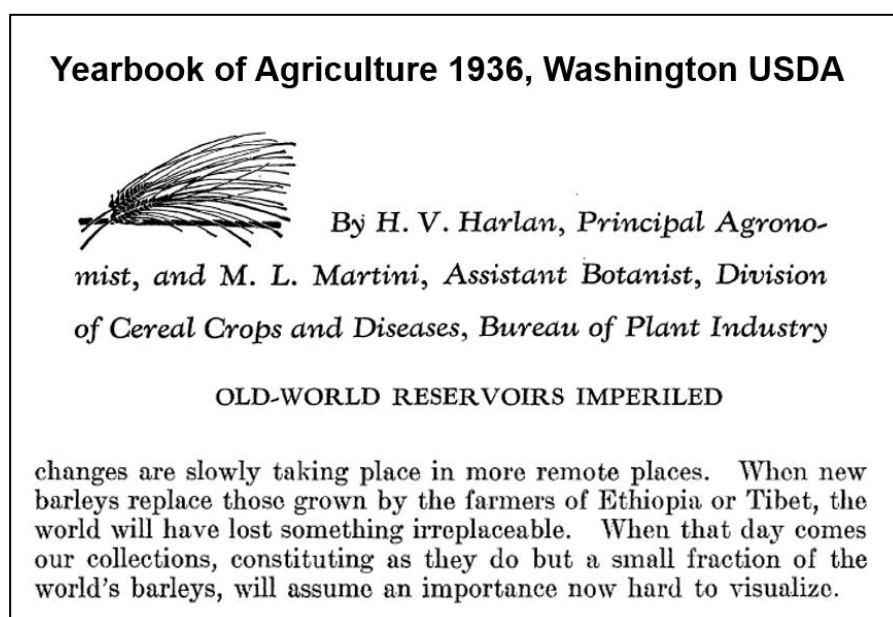 Yearbook of Agriculture 1936, Washington USDA
By H. V. Harlan, Principal Agrono-
mist, and M. L. Martini, Assistant Botanist, Division
of Cereal Crops and Diseases, Bureau of Plant Industry
OLD-WORLD RESERVOIRS IMPERILED
changes are slowly taking place in more remote places. When new
barleys replace those grown by the farmers of Ethiopia or Tibet, the
world will have lost something irreplaceable. When that day comes
our collections, constituting as they do but a small fraction of the
world's barleys, will assume an importance now hard to visualize.